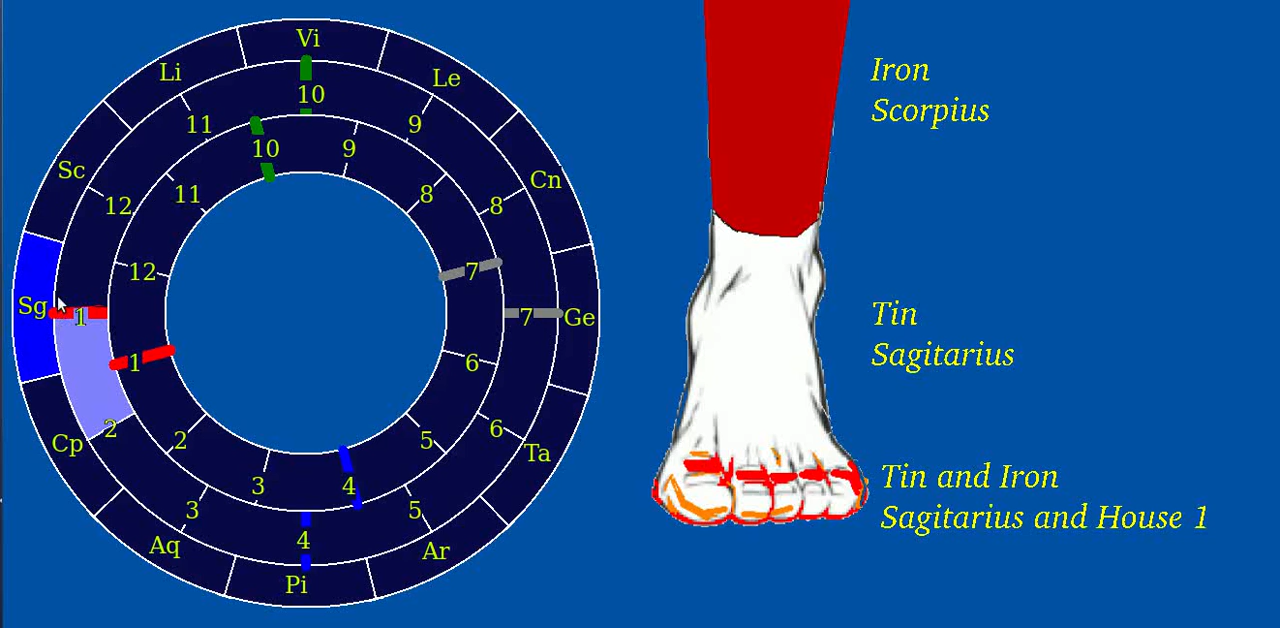 Vi
Li
Le
Sc
Cn
Sg
Ge
Cp
Ta
Aq
Ar
Pi
10
11
9
12
8
1
7
2
6
3
5
4
10
9
11
8
12
7
1
6
2
5
3
4
Iron
Scorpius
Tin
Sagitarius
Tin and Iron
Sagitarius and House 1